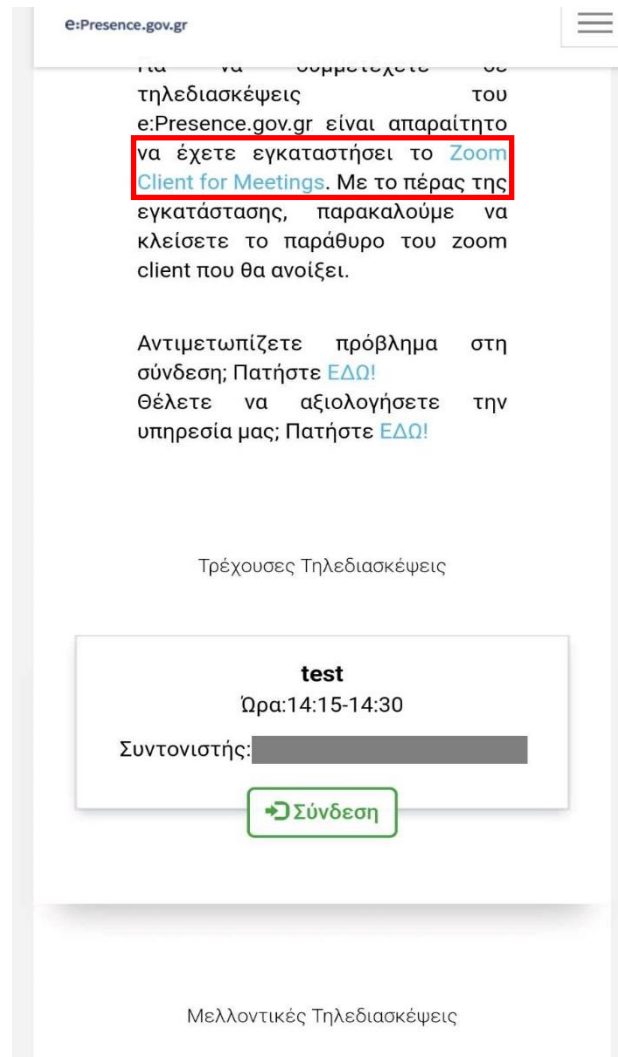 e:Presence.gov.gr
τηλεδιασκέψεις του
e:Presence.gov.gr είναι απαραίτητο
να έχετε εγκαταστήσει το Zoom
Client for Meetings. Με το πέρας της
εγκατάστασης, παρακαλούμε να
κλείσετε το παράθυρο του zoom
client που θα ανοίξει.
Αντιμετωπίζετε πρόβλημα στη
σύνδεση; Πατήστε ΕΔΩ!
Θέλετε να αξιολογήσετε την
υπηρεσία μας; Πατήστε ΕΔΩ!
Τρέχουσες Τηλεδιασκέψεις
test
Ώρα:14:15-14:30
Συντονιστής:
Σύνδεση
Μελλοντικές Τηλεδιασκέψεις